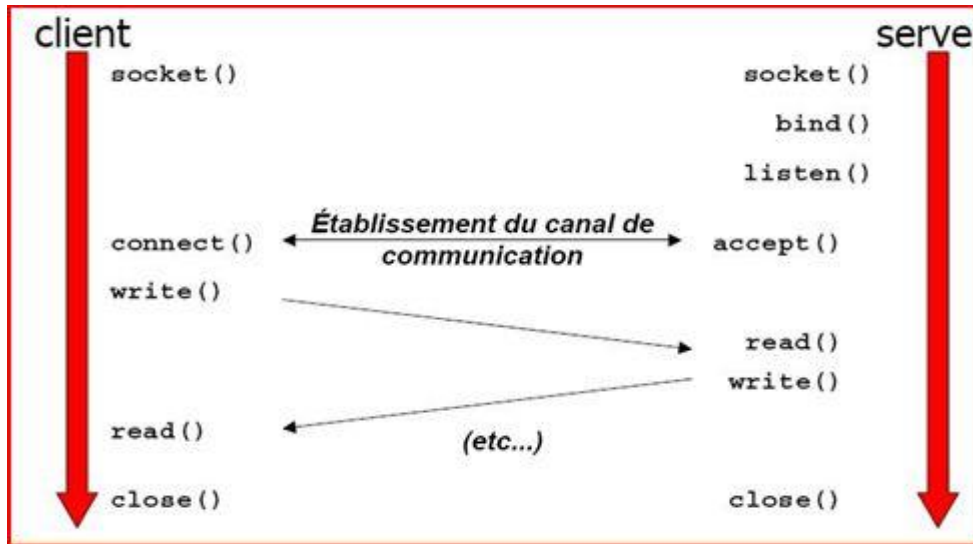 client serve
socket() socket()
bind()
listen()
Établissement du canal de
connect() accept()
communication
write()
read()
write()
read()
(etc...)
close() close()